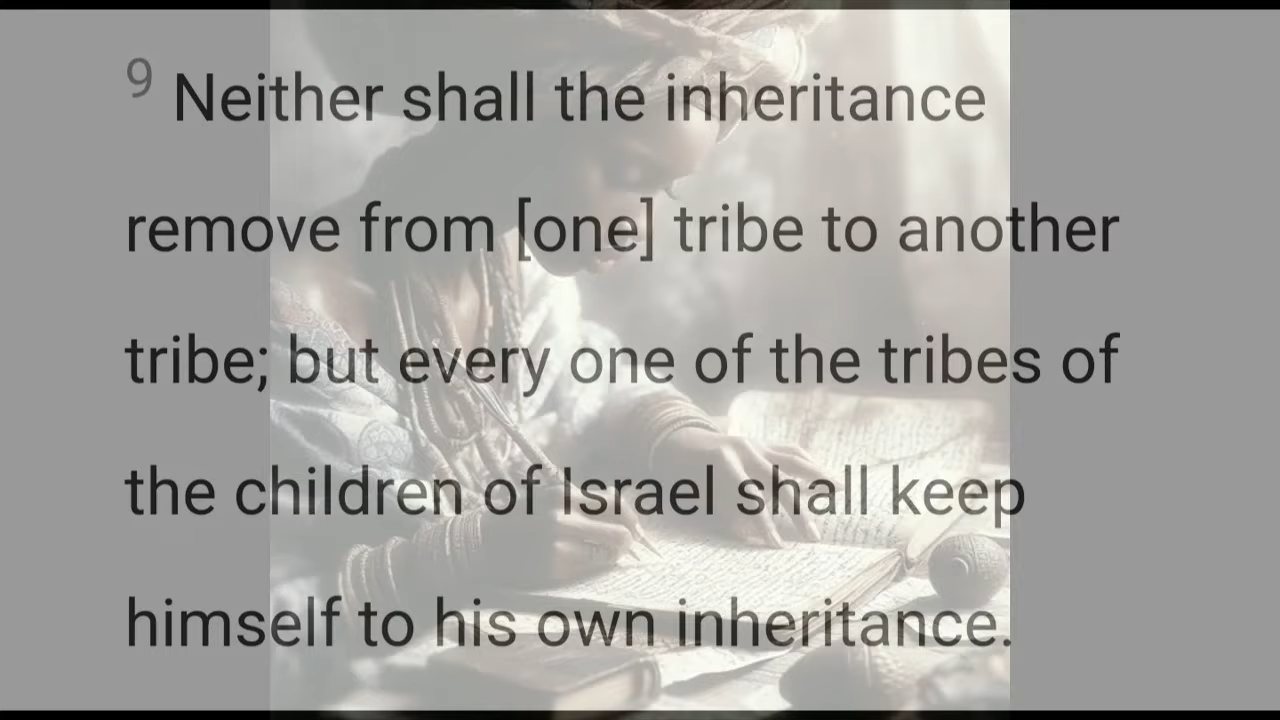 9 Neither shall the inheritance
remove from [one] tribe to another
tribe; but every one of the tribes of
the children of Israel shall keep
himself to his own inheritance.